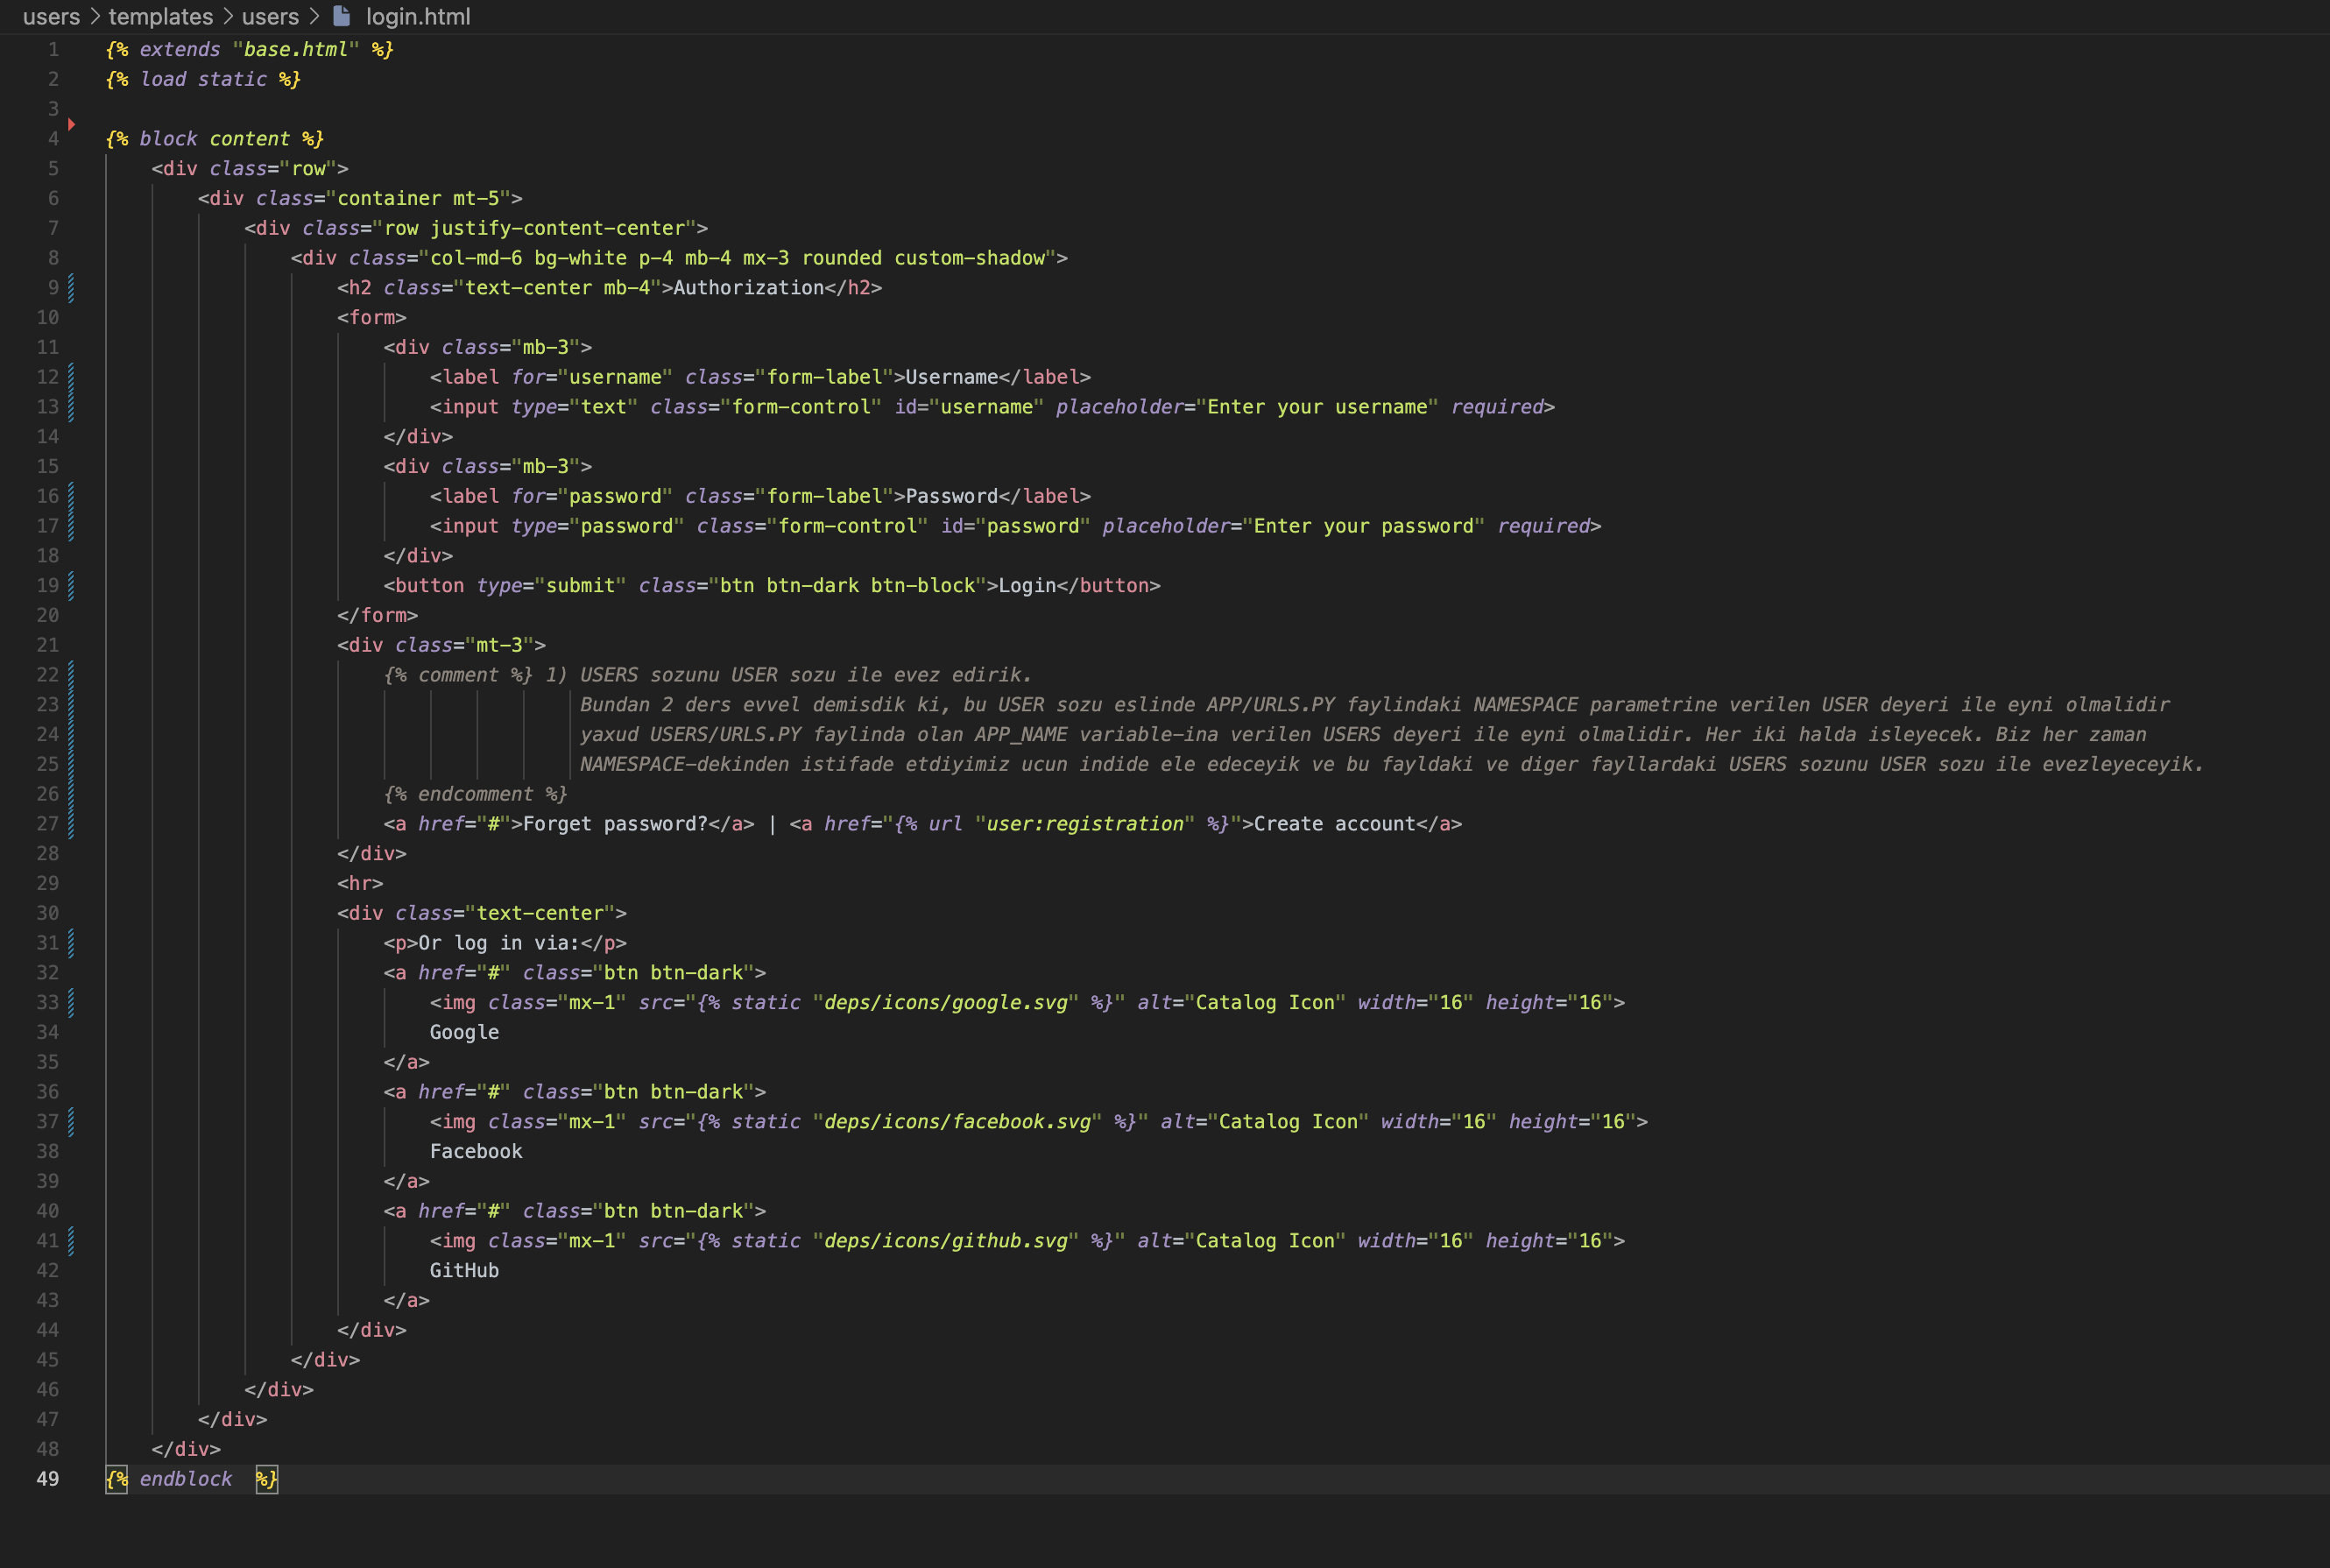 users > templates > users > login.html
1 {% extends "base.html" %}
2 {% load static %}
3
4 {% block content %}
5     <div class="row">
6         <div class="container mt-5">
7             <div class="row justify-content-center">
8                 <div class="col-md-6 bg-white p-4 mb-4 mx-3 rounded custom-shadow">
9                     <h2 class="text-center mb-4">Authorization</h2>
10                     <form>
11                         <div class="mb-3">
12                             <label for="username" class="form-label">Username</label>
13                             <input type="text" class="form-control" id="username" placeholder="Enter your username" required>
14                         </div>
15                         <div class="mb-3">
16                             <label for="password" class="form-label">Password</label>
17                             <input type="password" class="form-control" id="password" placeholder="Enter your password" required>
18                         </div>
19                         <button type="submit" class="btn btn-dark btn-block">Login</button>
20                     </form>
21                     <div class="mt-3">
22                         {% comment %} 1) USERS sozunu USER sozu ile evez edirik.
23                                          Bundan 2 ders evvel demisdik ki, bu USER sozu eslinde APP/URLS.PY faylindaki NAMESPACE parametrine verilen USER deyeri ile eyni olmalidir
24                                          yaxud USERS/URLS.PY faylinda olan APP_NAME variable-ina verilen USERS deyeri ile eyni olmalidir. Her iki halda isleyecek. Biz her zaman
25                                          NAMESPACE-dekinden istifade etdiyimiz ucun indide ele edeceyik ve bu fayldaki ve diger fayllardaki USERS sozunu USER sozu ile evezleyeceyik.
26                         {% endcomment %}
27                         <a href="#">Forget password?</a> | <a href="{% url "user:registration" %}">Create account</a>
28                     </div>
29                     <hr>
30                     <div class="text-center">
31                         <p>Or log in via:</p>
32                         <a href="#" class="btn btn-dark">
33                             <img class="mx-1" src="{% static "deps/icons/google.svg" %}" alt="Catalog Icon" width="16" height="16">
34                             Google
35                         </a>
36                         <a href="#" class="btn btn-dark">
37                             <img class="mx-1" src="{% static "deps/icons/facebook.svg" %}" alt="Catalog Icon" width="16" height="16">
38                             Facebook
39                         </a>
40                         <a href="#" class="btn btn-dark">
41                             <img class="mx-1" src="{% static "deps/icons/github.svg" %}" alt="Catalog Icon" width="16" height="16">
42                             GitHub
43                         </a>
44                     </div>
45                 </div>
46             </div>
47         </div>
48     </div>
49 {% endblock  %}